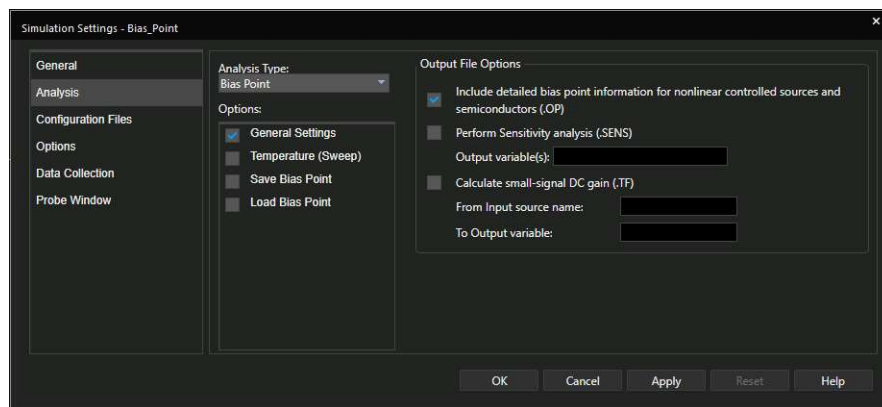 Simulation Settings - Bias_Point
General
Analysis
Configuration Files
Options
Data Collection
Probe Window
Analysis Type:
Bias Point
Options:
General Settings
Temperature (Sweep)
Save Bias Point
Load Bias Point
Output File Options
Include detailed bias point information for nonlinear controlled sources and
semiconductors (.OP)
Perform Sensitivity analysis (.SENS)
Output variable(s):
Calculate small-signal DC gain (.TF)
From Input source name:
To Output variable:
OK
Cancel
Apply
Reset
Help